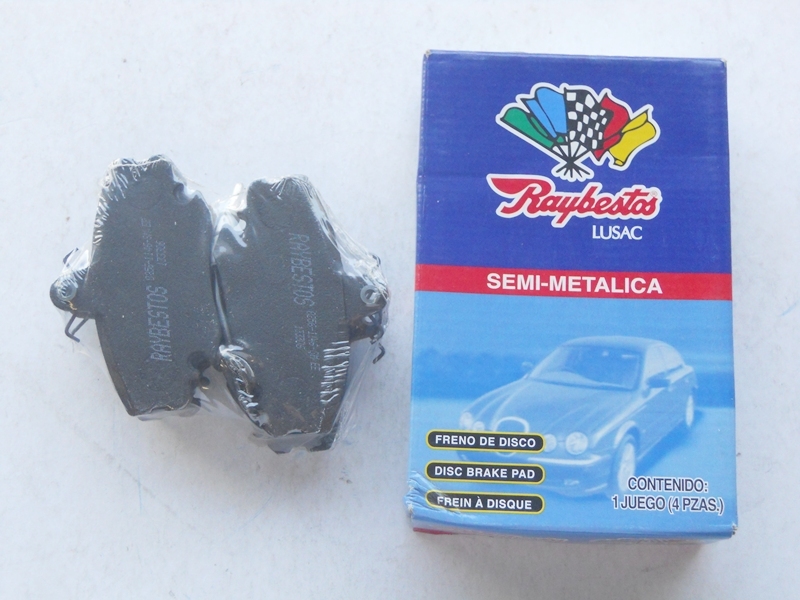 Raybestos
LUSAC
SEMI-METALICA
FRENO DE DISCO
DISC BRAKE PAD
FREIN À DISQUE
CONTENIDO:
1 JUEGO (4 PZAS.)
RAYBESTOS
RAYBESTOS